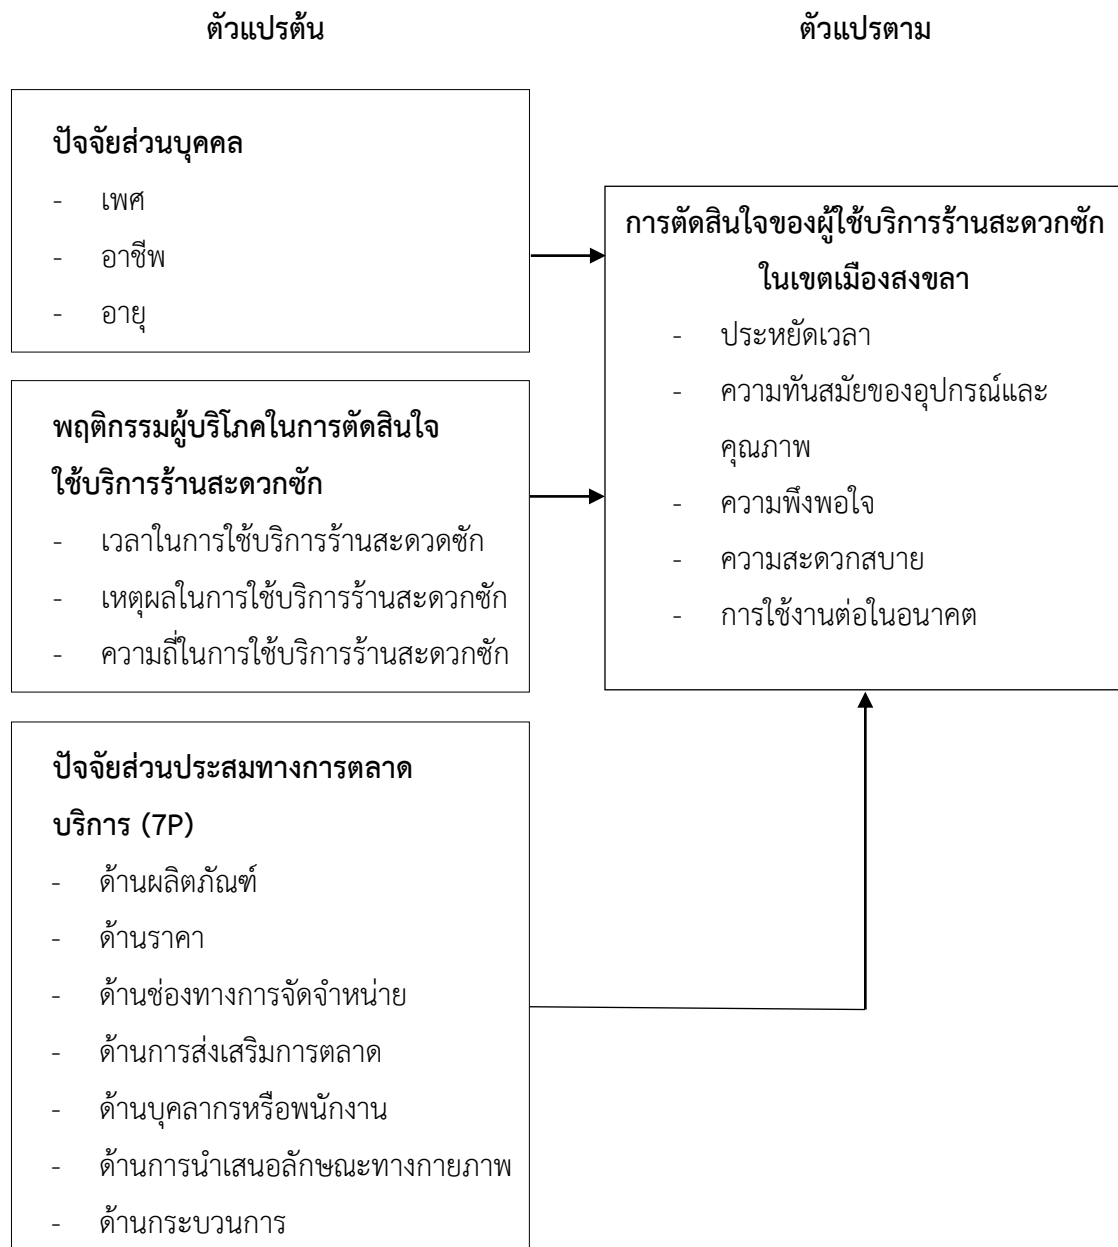 ตัวแปรต้น
ตัวแปรตาม
ปัจจัยส่วนบุคคล
- เพศ
- อาชีพ
- อายุ
พฤติกรรมผู้บริโภคในการตัดสินใจ
ใช้บริการร้านสะดวกซัก
- เวลาในการใช้บริการร้านสะดวดซัก
- เหตุผลในการใช้บริการร้านสะดวกซัก
- ความถี่ในการใช้บริการร้านสะดวกซัก
ปัจจัยส่วนประสมทางการตลาด
บริการ (7P)
- ด้านผลิตภัณฑ์
- ด้านราคา
- ด้านช่องทางการจัดจำหน่าย
- ด้านการส่งเสริมการตลาด
- ด้านบุคลากรหรือพนักงาน
- ด้านการนำเสนอลักษณะทางกายภาพ
- ด้านกระบวนการ
การตัดสินใจของผู้ใช้บริการร้านสะดวกซัก
ในเขตเมืองสงขลา
- ประหยัดเวลา
- ความทันสมัยของอุปกรณ์และ
คุณภาพ
- ความพึงพอใจ
- ความสะดวกสบาย
- การใช้งานต่อในอนาคต